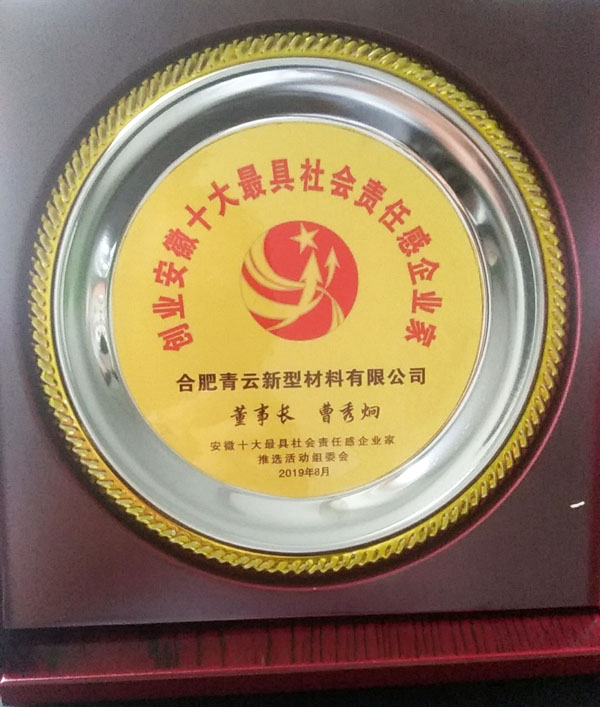 创业安徽十大最具社会责任感企业家
合肥青云新型材料有限公司
董事长 曹秀炯
安徽十大最具社会责任感企业家
推选活动组委会
2019年8月